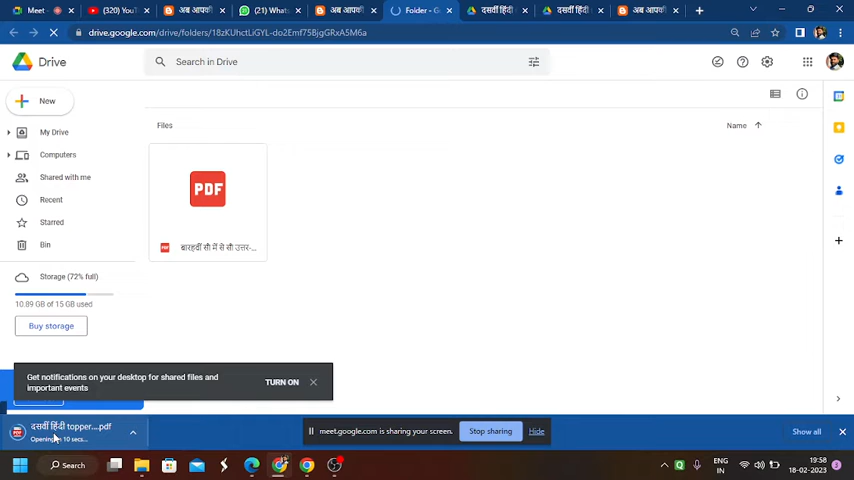 Meet -
(320) YouT
अब आपकी
(21) Whats
अब आपकी
Folder - G
दसवीं हिंदी
दसवीं हिंदी
अब आपकी
drive.google.com/drive/folders/18zKUhctLiGYL-do2Emf75BjgGRxA5M6a
Drive
Search in Drive
New
Files
Name
My Drive
Computers
Shared with me
Recent
Starred
Bin
PDF
PDF बारहवीं सी में से सी उत्तर-...
Storage (72% full)
10.89 GB of 15 GB used
Buy storage
Get notifications on your desktop for shared files and
important events
TURN ON
दसवीं हिंदी topper....pdf
Opening in 10 secs...
meet.google.com is sharing your screen.
Stop sharing
Hide
Show all
Search
ENG
IN
19:58
18-02-2023